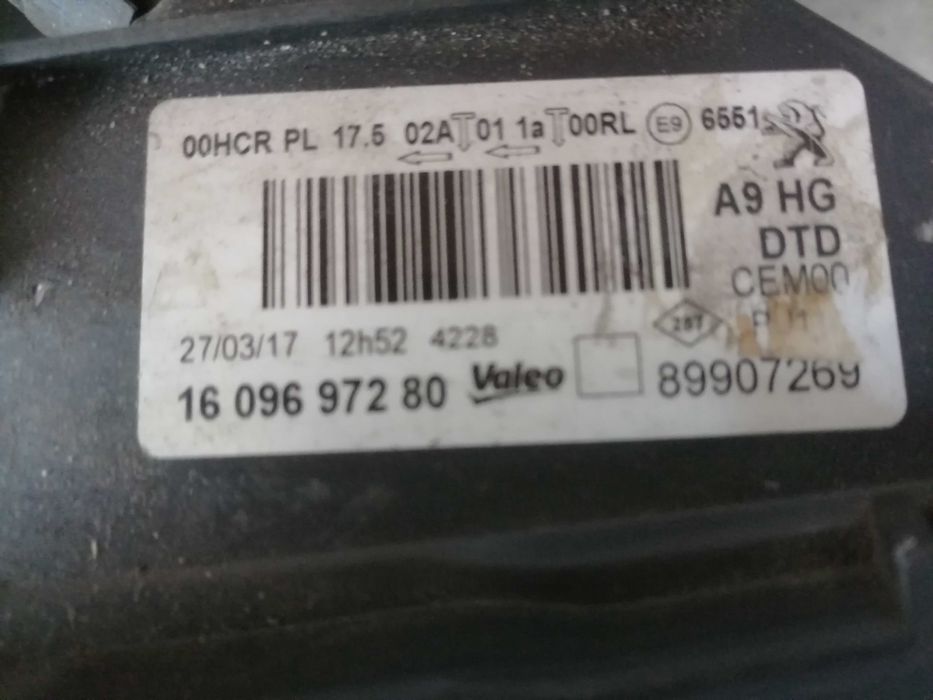 00HCR PL 17.5 02A 01 1a 00RL E9 6551
A9 HG
DTD
CEM00
27/03/17 12h52 4228
16 096 972 80 Valeo 89907269